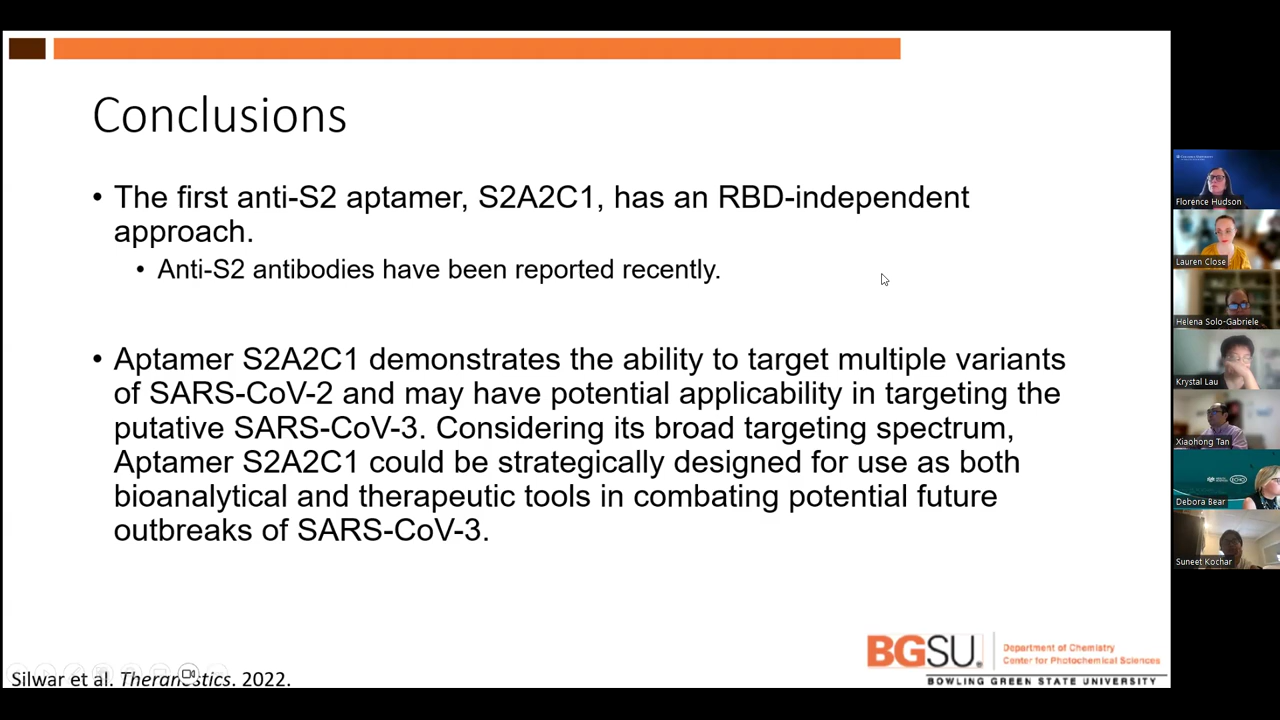 Conclusions
• The first anti-S2 aptamer, S2A2C1, has an RBD-independent
approach.
• Anti-S2 antibodies have been reported recently.
• Aptamer S2A2C1 demonstrates the ability to target multiple variants
of SARS-CoV-2 and may have potential applicability in targeting the
putative SARS-CoV-3. Considering its broad targeting spectrum,
Aptamer S2A2C1 could be strategically designed for use as both
bioanalytical and therapeutic tools in combating potential future
outbreaks of SARS-CoV-3.
Silwar et al. Theranostics. 2022.
BGSU.
Department of Chemistry
Center for Photochemical Sciences
BOWLING GREEN STATE UNIVERSITY
Florence Hudson
Lauren Close
Helena Solo-Gabriele
Krystal Lau
Xiaohong Tan
ECHO
Debora Bear
Suneet Kochar